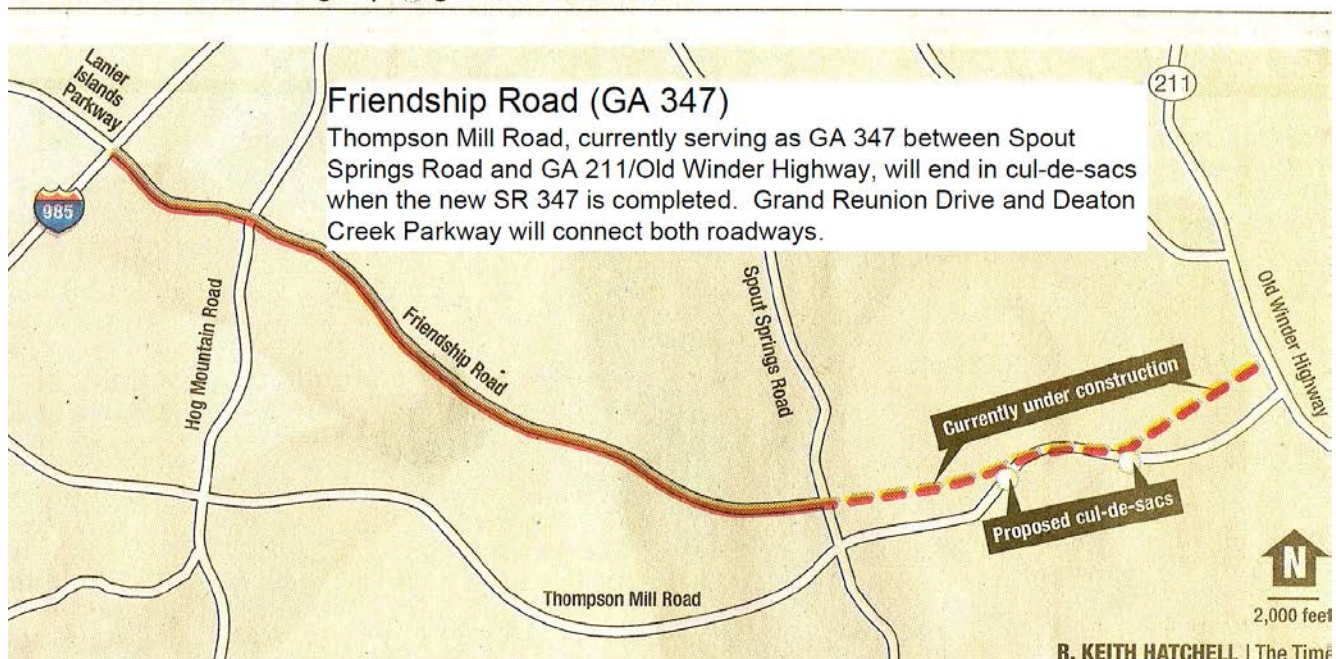 Lanier
Islands
Parkway
211
Friendship Road (GA 347)
Thompson Mill Road, currently serving as GA 347 between Spout
Springs Road and GA 211/Old Winder Highway, will end in cul-de-sacs
when the new SR 347 is completed. Grand Reunion Drive and Deaton
Creek Parkway will connect both roadways.
985
Hog Mountain Road
Friendship Road
Spout Springs Road
Old Winder Highway
Currently under construction
Proposed cul-de-sacs
Thompson Mill Road
N
2,000 feet
R. KEITH HATCHELL | The Time